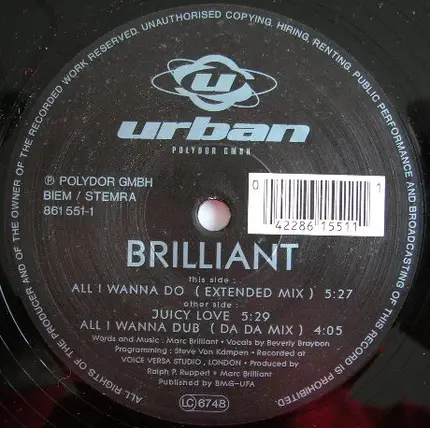 ALL RIGHTS OF THE PRODUCER AND OF THE OWNER OF THE RECORDED WORK RESERVED. UNAUTHORISED COPYING, HIRING, RENTING, PUBLIC PERFORMANCE AND BROADCASTING OF THIS RECORD IS PROHIBITED.
u
urban
POLYDOR GMBH
℗ POLYDOR GMBH
BIEM / STEMRA
861 551-1
0 42286 15511 1
BRILLIANT
this side :
ALL I WANNA DO ( EXTENDED MIX ) 5:27
other side :
JUICY LOVE 5:29
ALL I WANNA DUB ( DA DA MIX ) 4:05
Words and Music : Marc Brilliant • Vocals by Beverly Braybon
Programming : Steve Von Kampen • Recorded at
VOICE VERSA STUDIO , LONDON • Produced by
Ralph P. Ruppert • Marc Brilliant
Published by BMG-UFA
LC 6748